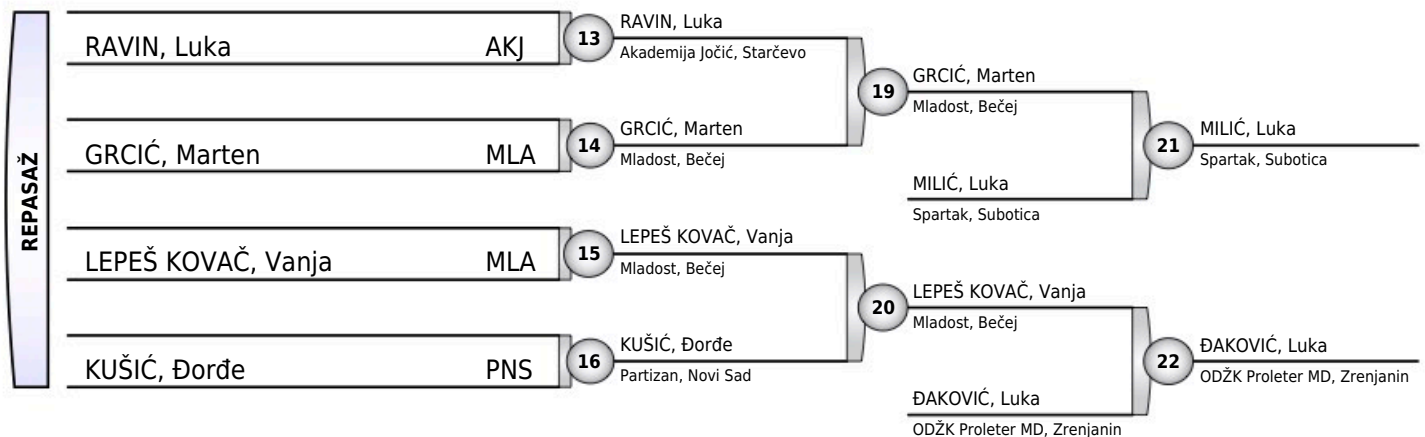 REPASAŽ
RAVIN, Luka AKJ
13
RAVIN, Luka
Akademija Jočić, Starčevo
GRCIĆ, Marten MLA
14
GRCIĆ, Marten
Mladost, Bečej
19
GRCIĆ, Marten
Mladost, Bečej
MILIĆ, Luka
Spartak, Subotica
21
MILIĆ, Luka
Spartak, Subotica
LEPEŠ KOVAČ, Vanja MLA
15
LEPEŠ KOVAČ, Vanja
Mladost, Bečej
KUŠIĆ, Đorđe PNS
16
KUŠIĆ, Đorđe
Partizan, Novi Sad
20
LEPEŠ KOVAČ, Vanja
Mladost, Bečej
ĐAKOVIĆ, Luka
ODŽK Proleter MD, Zrenjanin
22
ĐAKOVIĆ, Luka
ODŽK Proleter MD, Zrenjanin